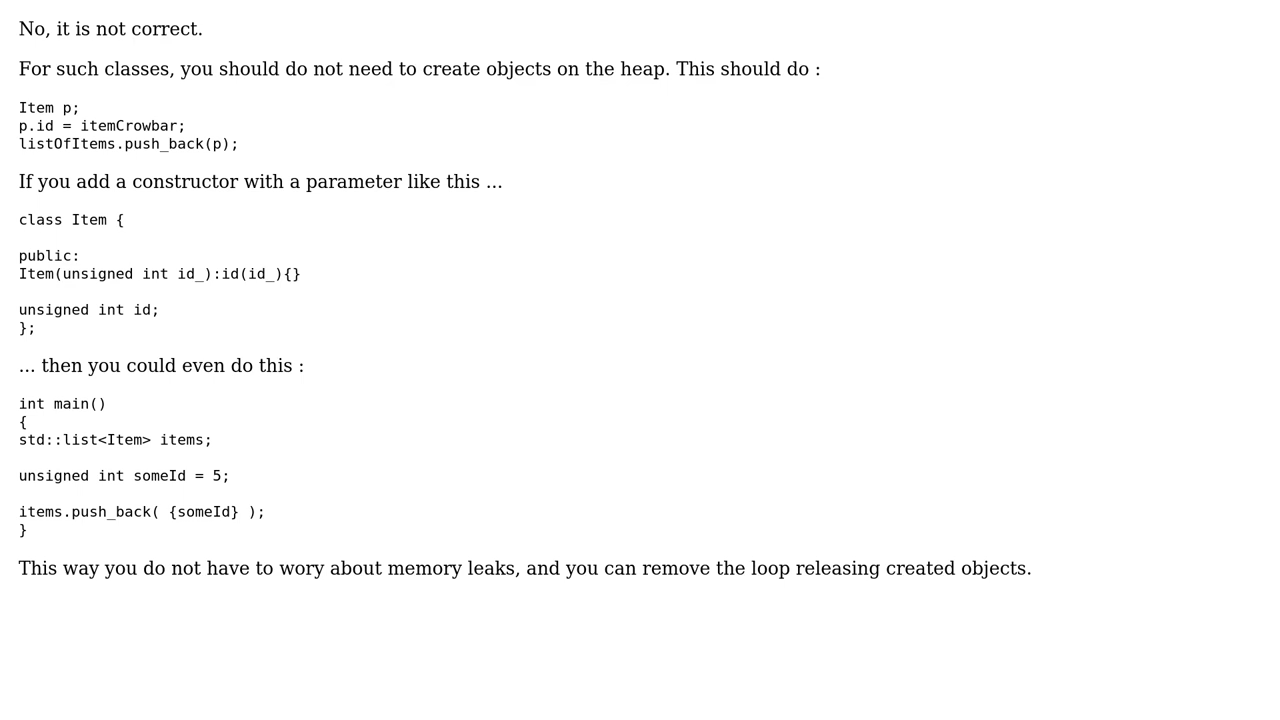 No, it is not correct.
For such classes, you should do not need to create objects on the heap. This should do :
Item p;
p.id = itemCrowbar;
listOfItems.push_back(p);
If you add a constructor with a parameter like this ...
class Item {
public:
Item(unsigned int id_):id(id_){}
unsigned int id;
};
... then you could even do this :
int main()
{
std::list<Item> items;
unsigned int someId = 5;
items.push_back( {someId} );
}
This way you do not have to wory about memory leaks, and you can remove the loop releasing created objects.